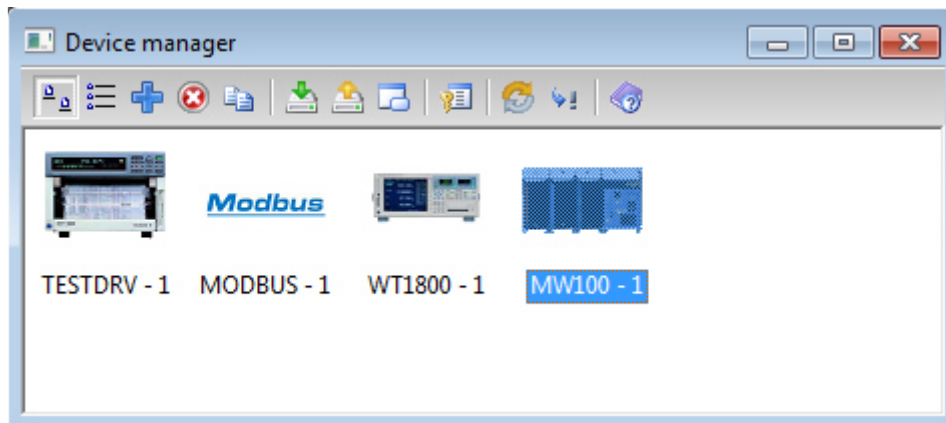 Device manager
Modbus
TESTDRV - 1 MODBUS - 1 WT1800 - 1 MW100 - 1